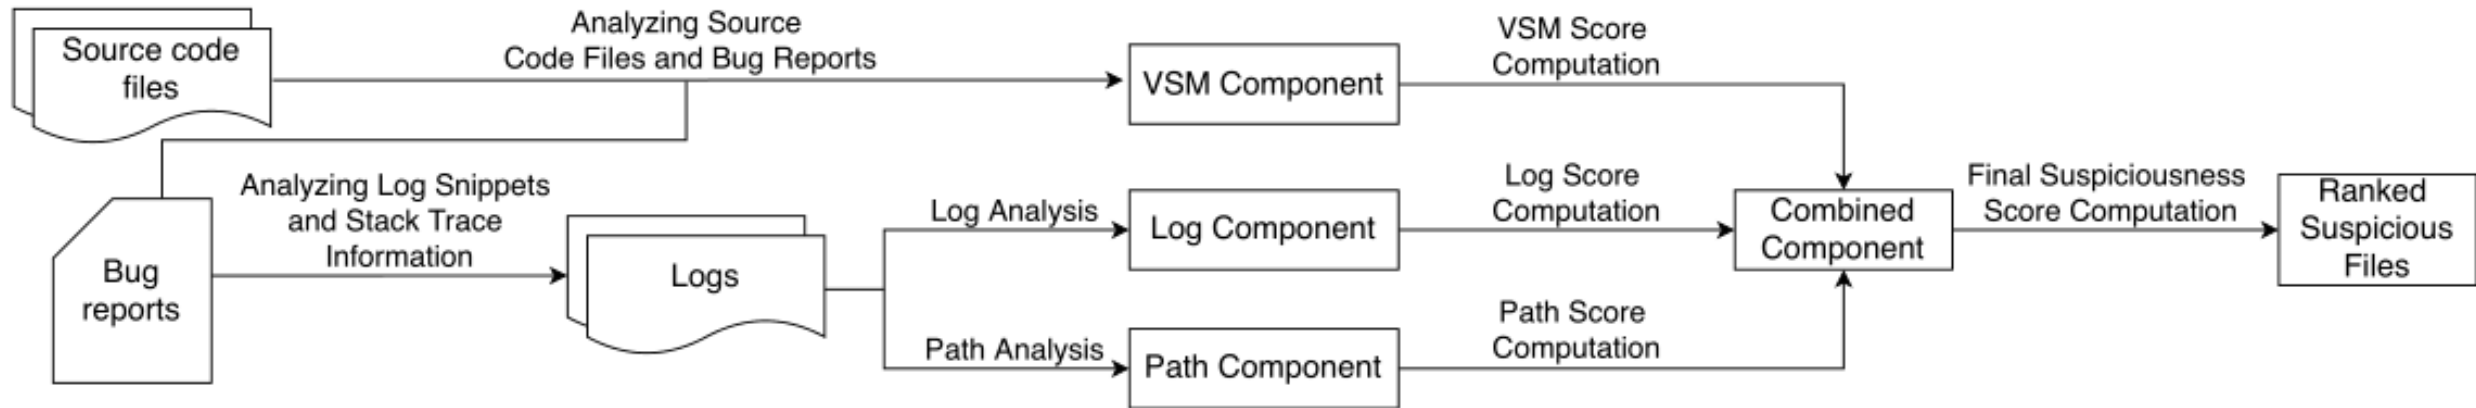 Source code
files
Analyzing Source
Code Files and Bug Reports
VSM Component
VSM Score
Computation
Bug
reports
Analyzing Log Snippets
and Stack Trace
Information
Logs
Log Analysis
Log Component
Log Score
Computation
Path Analysis
Path Component
Path Score
Computation
Combined
Component
Final Suspiciousness
Score Computation
Ranked
Suspicious
Files